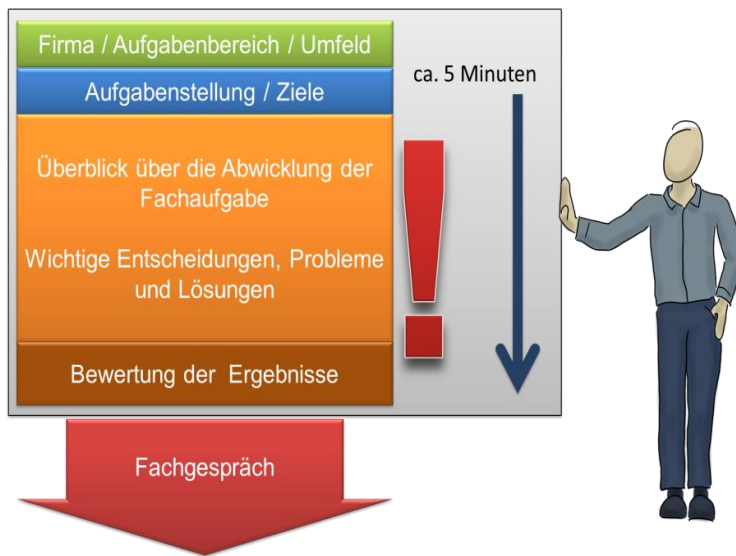 Firma / Aufgabenbereich / Umfeld
ca. 5 Minuten
Aufgabenstellung / Ziele
Überblick über die Abwicklung der
Fachaufgabe
Wichtige Entscheidungen, Probleme
und Lösungen
Bewertung der Ergebnisse
Fachgespräch